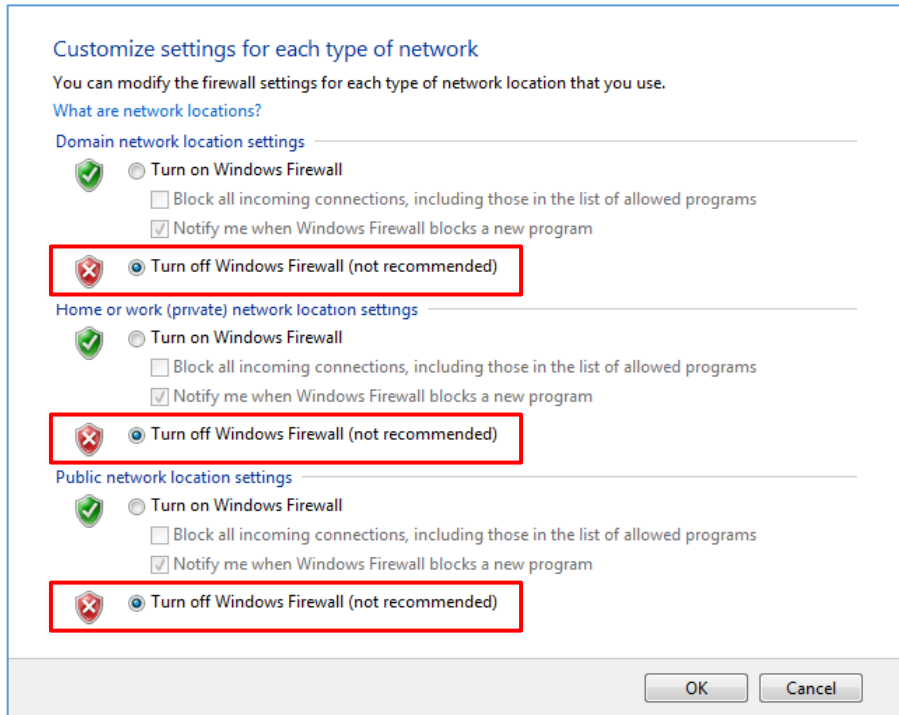 Customize settings for each type of network
You can modify the firewall settings for each type of network location that you use.
What are network locations?
Domain network location settings
Turn on Windows Firewall
Block all incoming connections, including those in the list of allowed programs
Notify me when Windows Firewall blocks a new program
Turn off Windows Firewall (not recommended)
Home or work (private) network location settings
Turn on Windows Firewall
Block all incoming connections, including those in the list of allowed programs
Notify me when Windows Firewall blocks a new program
Turn off Windows Firewall (not recommended)
Public network location settings
Turn on Windows Firewall
Block all incoming connections, including those in the list of allowed programs
Notify me when Windows Firewall blocks a new program
Turn off Windows Firewall (not recommended)
OK Cancel